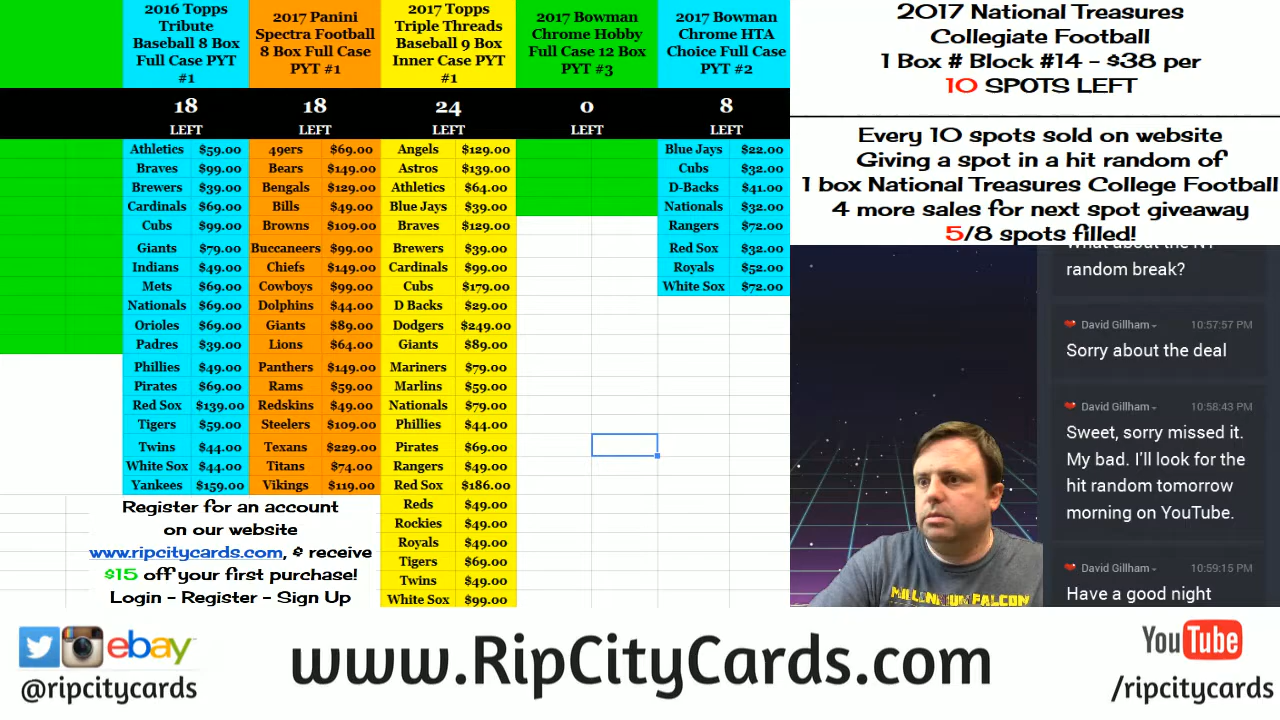 2016 Topps
Tribute
Baseball 8 Box
Full Case PYT
#1
18
LEFT
Athletics $59.00
Braves $99.00
Brewers $39.00
Cardinals $69.00
Cubs $99.00
Giants $79.00
Indians $49.00
Mets $69.00
Nationals $69.00
Orioles $69.00
Padres $39.00
Phillies $49.00
Pirates $69.00
Red Sox $139.00
Tigers $59.00
Twins $44.00
White Sox $44.00
Yankees $159.00
2017 Panini
Spectra Football
8 Box Full Case
PYT #1
18
LEFT
49ers $69.00
Bears $149.00
Bengals $129.00
Bills $49.00
Browns $109.00
Buccaneers $99.00
Chiefs $149.00
Cowboys $99.00
Dolphins $44.00
Giants $89.00
Lions $64.00
Panthers $149.00
Rams $59.00
Redskins $49.00
Steelers $109.00
Texans $229.00
Titans $74.00
Vikings $119.00
2017 Topps
Triple Threads
Baseball 9 Box
Inner Case PYT
#1
24
LEFT
Angels $129.00
Astros $139.00
Athletics $64.00
Blue Jays $39.00
Braves $129.00
Brewers $39.00
Cardinals $99.00
Cubs $179.00
D Backs $29.00
Dodgers $249.00
Giants $89.00
Mariners $79.00
Marlins $59.00
Nationals $79.00
Phillies $44.00
Pirates $69.00
Rangers $49.00
Red Sox $186.00
Reds $49.00
Rockies $49.00
Royals $49.00
Tigers $69.00
Twins $49.00
White Sox $99.00
2017 Bowman
Chrome Hobby
Full Case 12 Box
PYT #3
0
LEFT
2017 Bowman
Chrome HTA
Choice Full Case
PYT #2
8
LEFT
Blue Jays $22.00
Cubs $32.00
D-Backs $41.00
Nationals $32.00
Rangers $72.00
Red Sox $32.00
Royals $52.00
White Sox $72.00
Register for an account
on our website
www.ripcitycards.com, & receive
$15 off your first purchase!
Login - Register - Sign Up
2017 National Treasures
Collegiate Football
1 Box # Block #14 - $38 per
10 SPOTS LEFT
Every 10 spots sold on website
Giving a spot in a hit random of
1 box National Treasures College Football
4 more sales for next spot giveaway
5/8 spots filled!
What about the
random break?
David Gillham 10:57:57 PM
Sorry about the deal
David Gillham 10:58:43 PM
Sweet, sorry missed it.
My bad. I'll look for the
hit random tomorrow
morning on YouTube.
David Gillham 10:59:15 PM
Have a good night
MILLENNIUM FALCON
ebay
@ripcitycards
www.RipCityCards.com
YouTube
/ripcitycards